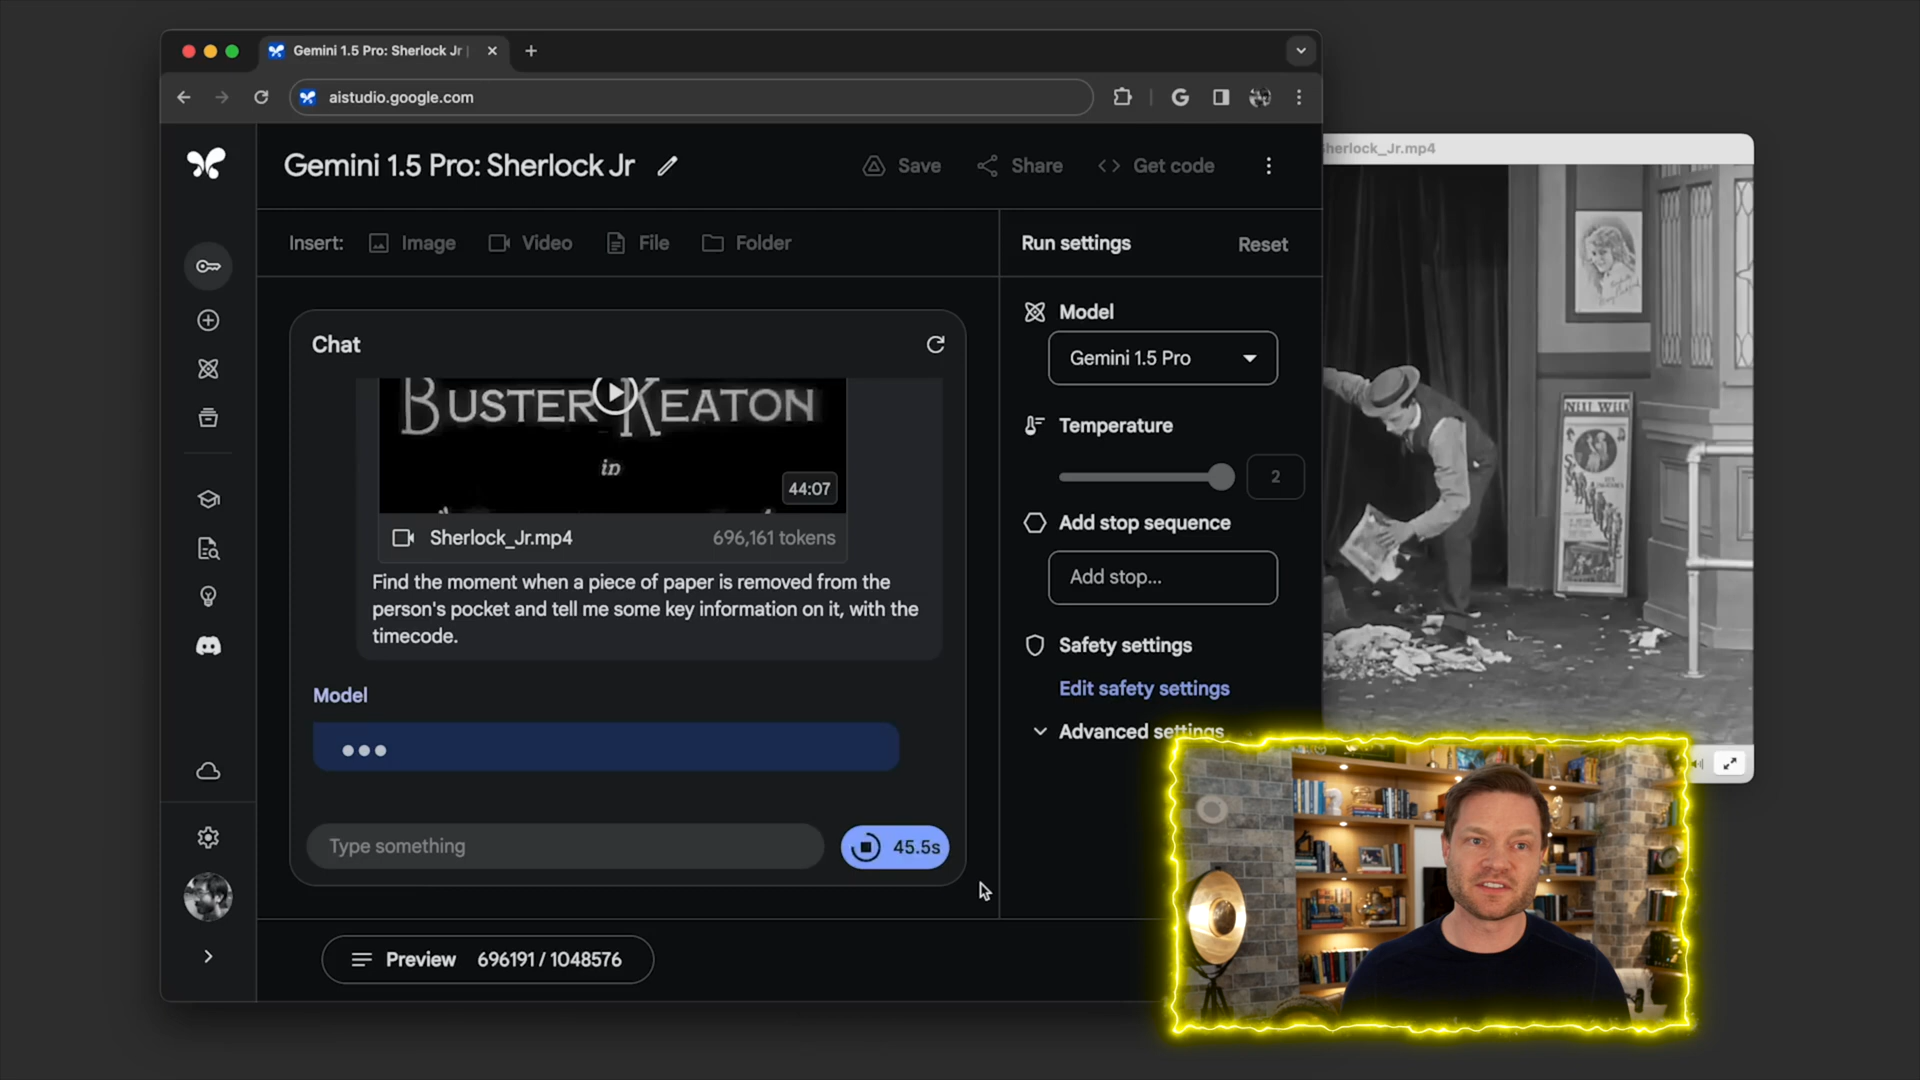 Gemini 1.5 Pro: Sherlock Jr
aistudio.google.com
Gemini 1.5 Pro: Sherlock Jr
Save
Share
Get code
Insert:
Image
Video
File
Folder
Chat
BUSTER KEATON
in
44:07
Sherlock_Jr.mp4
696,161 tokens
Find the moment when a piece of paper is removed from the
person's pocket and tell me some key information on it, with the
timecode.
Model
Type something
45.5s
Preview 696191 / 1048576
Run settings
Reset
Model
Gemini 1.5 Pro
Temperature
2
Add stop sequence
Add stop...
Safety settings
Edit safety settings
Advanced settings
Sherlock_Jr.mp4